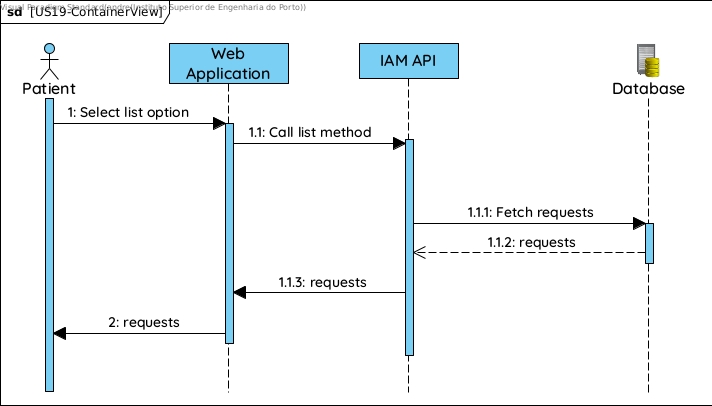 Visual Paradigm Standard(Andre(Instituto Superior de Engenharia do Porto))
sd [US19-ContainerView]
Patient
Web
Application
IAM API
Database
1: Select list option
1.1: Call list method
1.1.1: Fetch requests
1.1.2: requests
1.1.3: requests
2: requests